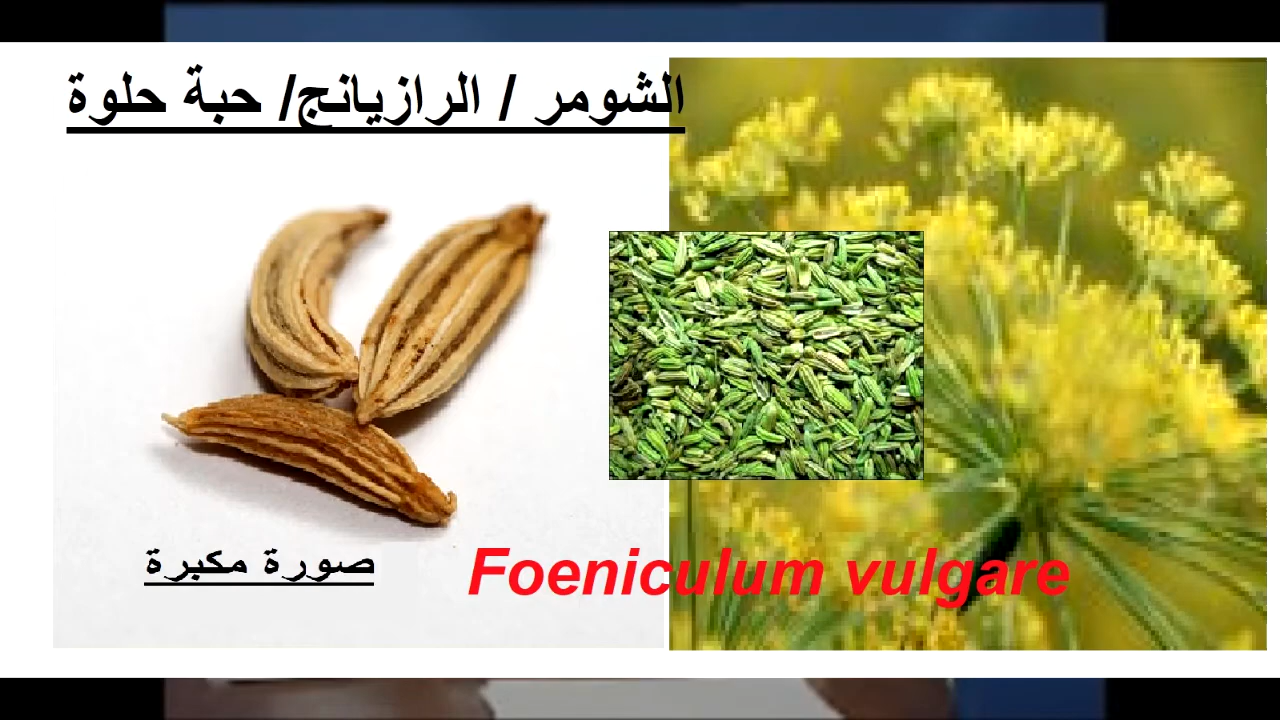 الشومر / الرازيانج/ حبة حلوة
صورة مكبرة
Foeniculum vulgare